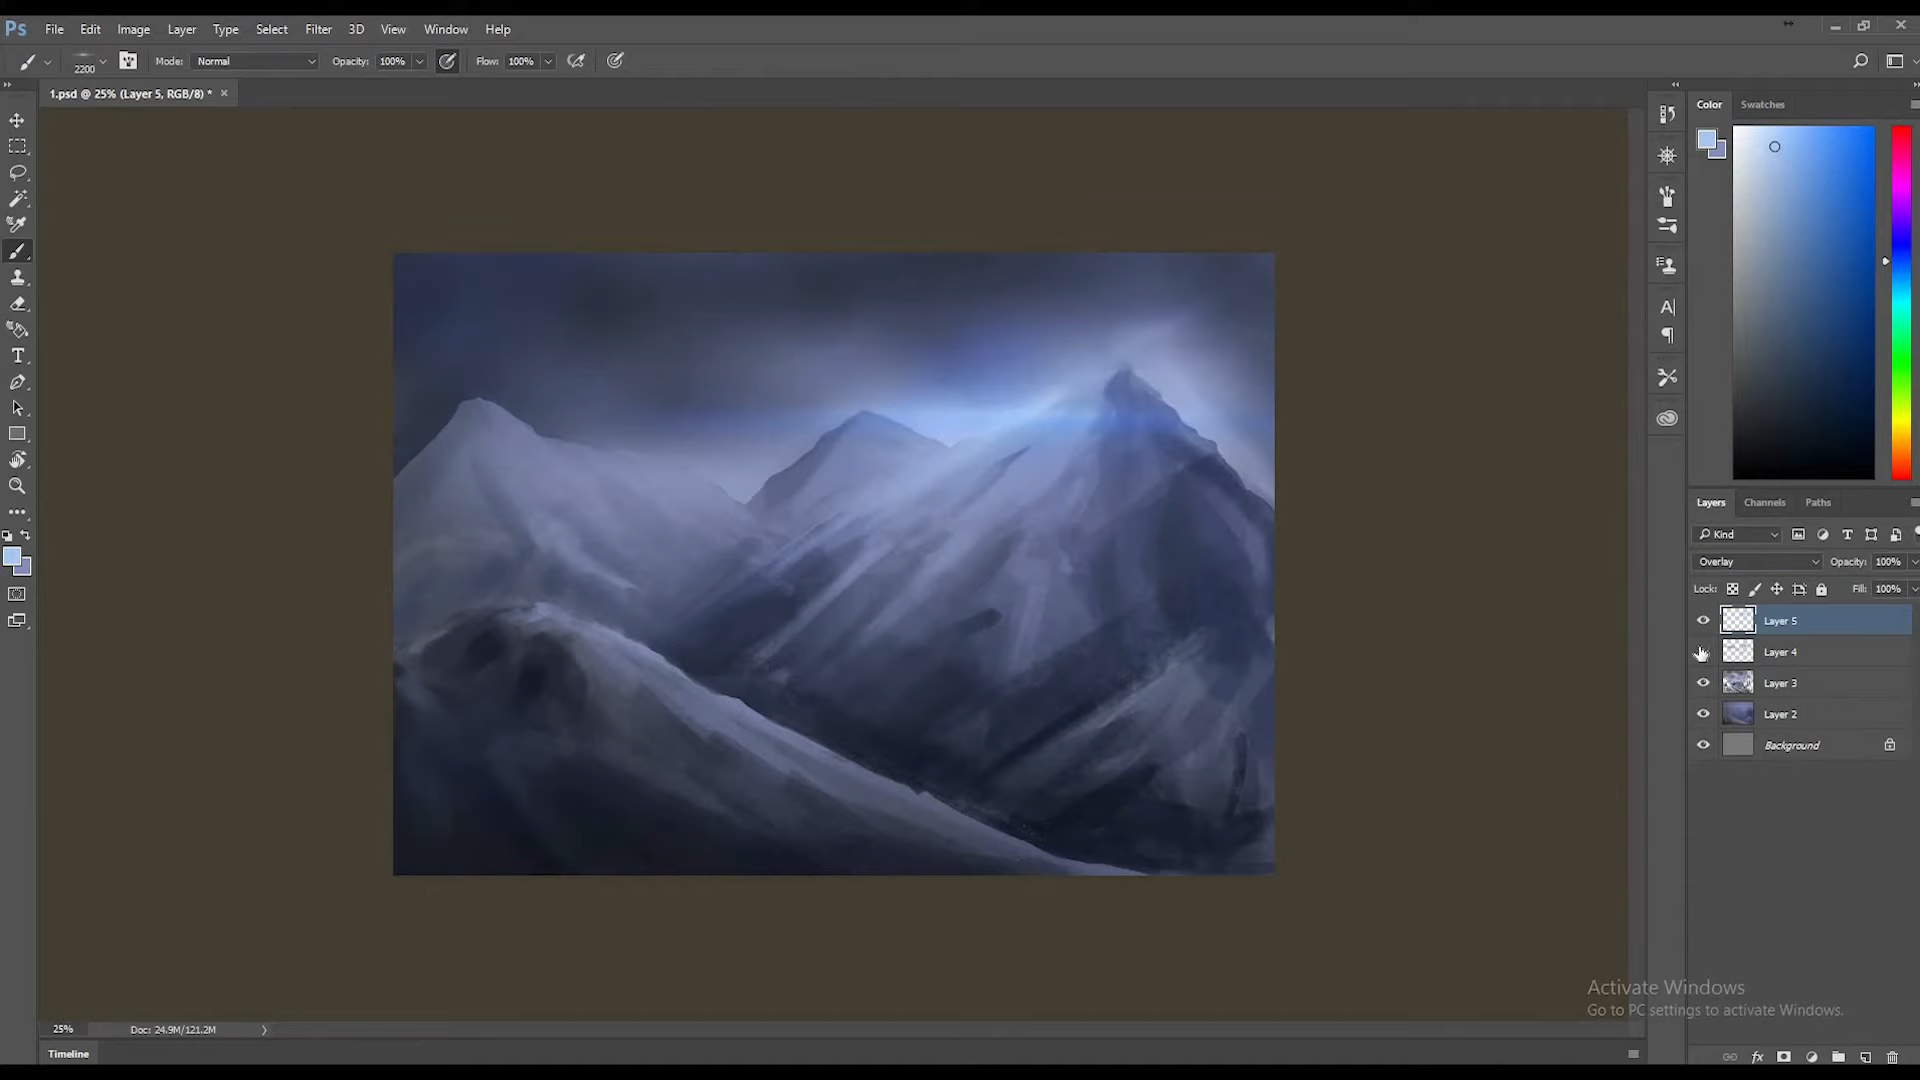 Ps File Edit Image Layer Type Select Filter 3D View Window Help
2200 Mode: Normal Opacity: 100% Flow: 100%
1.psd @ 25% (Layer 5, RGB/8) * ×
Color Swatches
Layers Channels Paths
Kind
Overlay Opacity: 100%
Lock: Fill: 100%
Layer 5
Layer 4
Layer 3
Layer 2
Background
Activate Windows
Go to PC settings to activate Windows.
25% Doc: 24.9M/121.2M
Timeline
fx